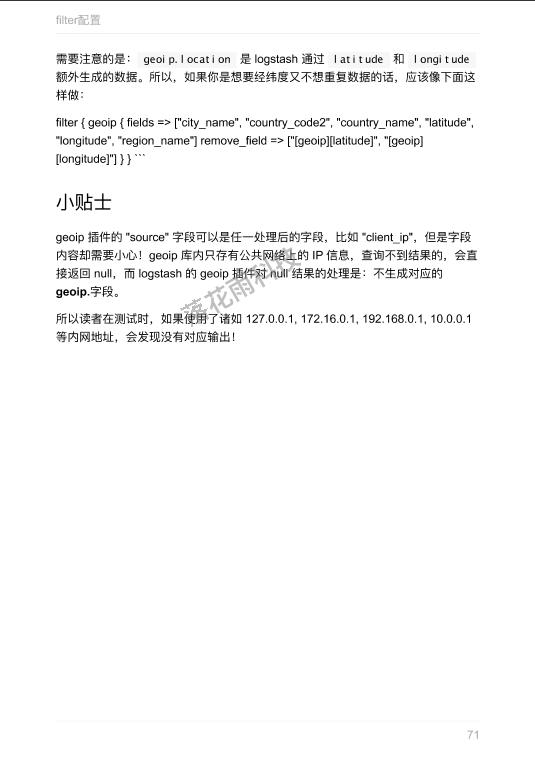 filter配置
需要注意的是： geoip.location 是 logstash 通过 latitude 和 longitude
额外生成的数据。所以，如果你是想要经纬度又不想重复数据的话，应该像下面这
样做：
filter { geoip { fields => ["city_name", "country_code2", "country_name", "latitude",
"longitude", "region_name"] remove_field => ["[geoip][latitude]", "[geoip]
[longitude]"] } } ```
小贴士
geoip 插件的 "source" 字段可以是任一处理后的字段，比如 "client_ip"，但是字段
内容却需要小心！geoip 库内只存有公共网络上的 IP 信息，查询不到结果的，会直
接返回 null，而 logstash 的 geoip 插件对 null 结果的处理是：不生成对应的
geoip.字段。
所以读者在测试时，如果使用了诸如 127.0.0.1, 172.16.0.1, 192.168.0.1, 10.0.0.1
等内网地址，会发现没有对应输出！
落花雨科技
71